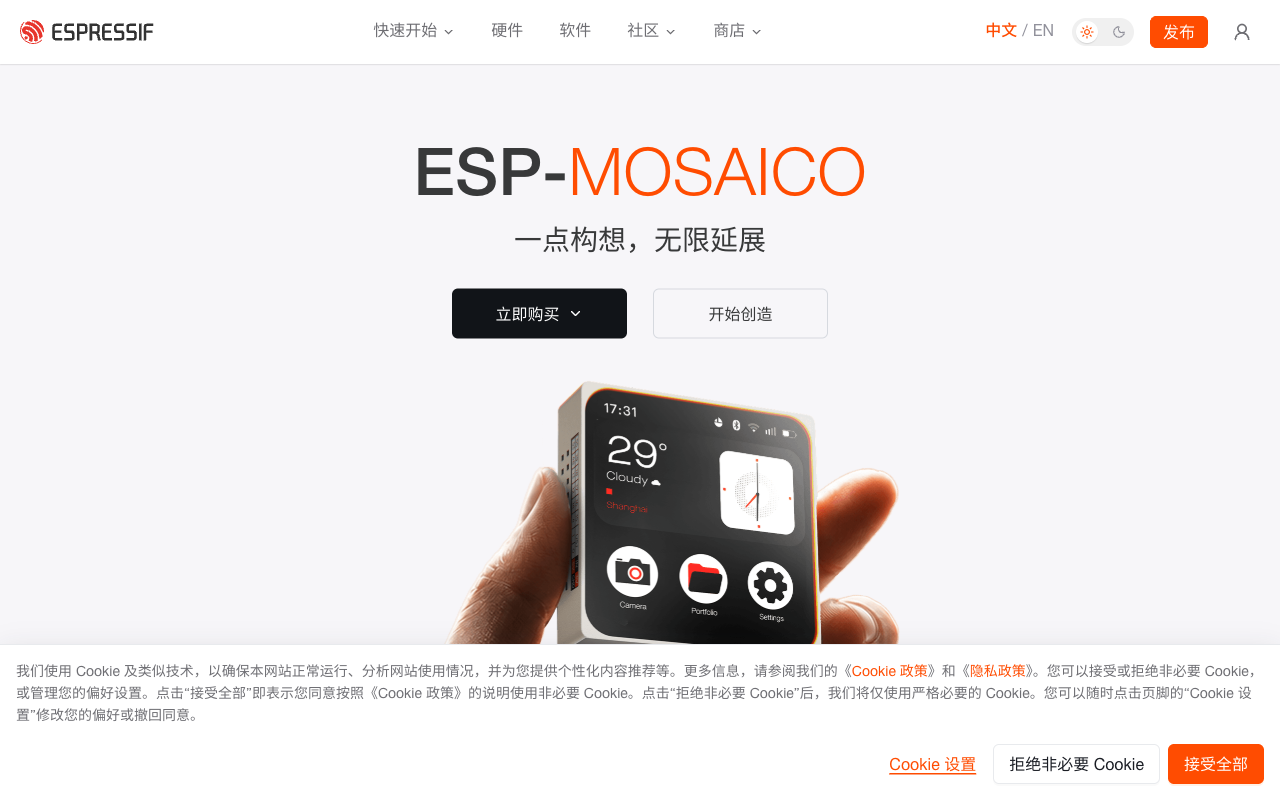 ESPRESSIF
快速开始
硬件
软件
社区
商店
中文 / EN
发布
ESP-MOSAICO
一点构想，无限延展
立即购买
开始创造
17:31
29°
Cloudy
Shanghai
Camera
Portfolio
Settings
我们使用 Cookie 及类似技术，以确保本网站正常运行、分析网站使用情况，并为您提供个性化内容推荐等。更多信息，请参阅我们的《Cookie 政策》和《隐私政策》。您可以接受或拒绝非必要 Cookie，
或管理您的偏好设置。点击“接受全部”即表示您同意按照《Cookie 政策》的说明使用非必要 Cookie。点击“拒绝非必要 Cookie”后，我们将仅使用严格必要的 Cookie。您可以随时点击页脚的“Cookie 设
置”修改您的偏好或撤回同意。
Cookie 设置
拒绝非必要 Cookie
接受全部